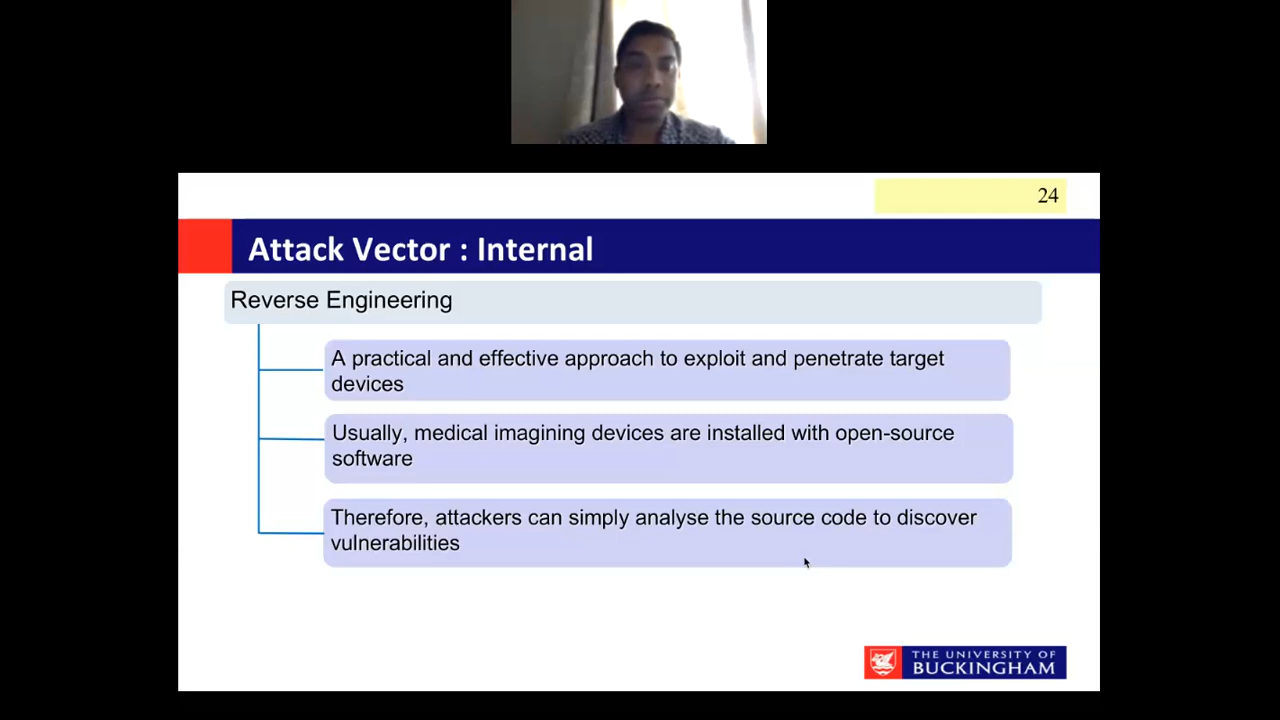 24
Attack Vector : Internal
Reverse Engineering
A practical and effective approach to exploit and penetrate target
devices
Usually, medical imagining devices are installed with open-source
software
Therefore, attackers can simply analyse the source code to discover
vulnerabilities
THE UNIVERSITY OF
BUCKINGHAM